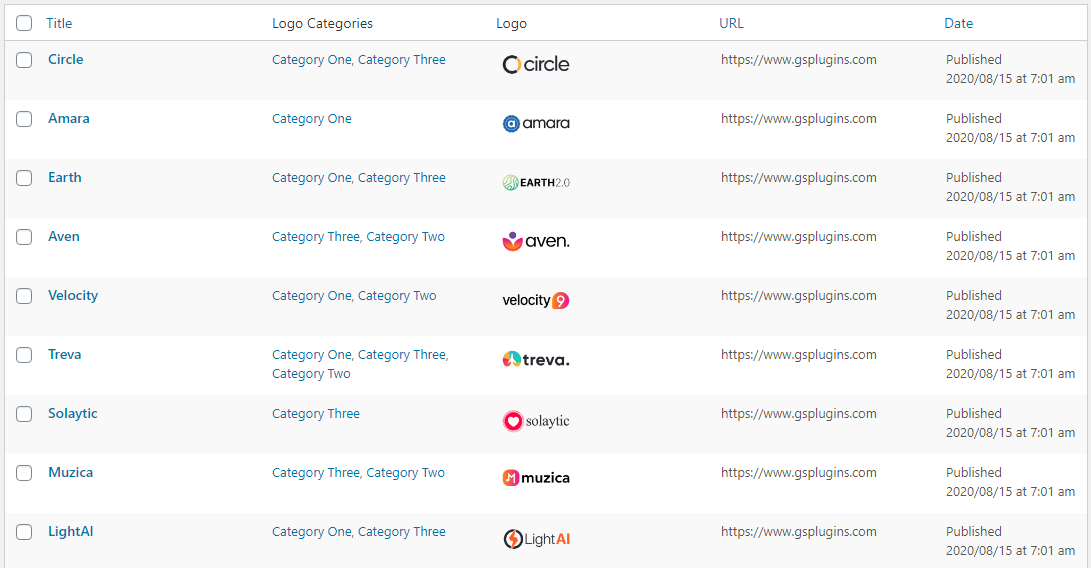 Title Logo Categories Logo URL Date
Circle Category One, Category Three circle https://www.gsplugins.com Published
2020/08/15 at 7:01 am
Amara Category One a amara https://www.gsplugins.com Published
2020/08/15 at 7:01 am
Earth Category One, Category Three EARTH2.0 https://www.gsplugins.com Published
2020/08/15 at 7:01 am
Aven Category Three, Category Two aven. https://www.gsplugins.com Published
2020/08/15 at 7:01 am
Velocity Category One, Category Two velocity 9 https://www.gsplugins.com Published
2020/08/15 at 7:01 am
Treva Category One, Category Three, treva. https://www.gsplugins.com Published
Category Two 2020/08/15 at 7:01 am
Solaytic Category Three solaytic https://www.gsplugins.com Published
2020/08/15 at 7:01 am
Muzica Category Three, Category Two M muzica https://www.gsplugins.com Published
2020/08/15 at 7:01 am
LightAI Category One, Category Three LightAI https://www.gsplugins.com Published
2020/08/15 at 7:01 am